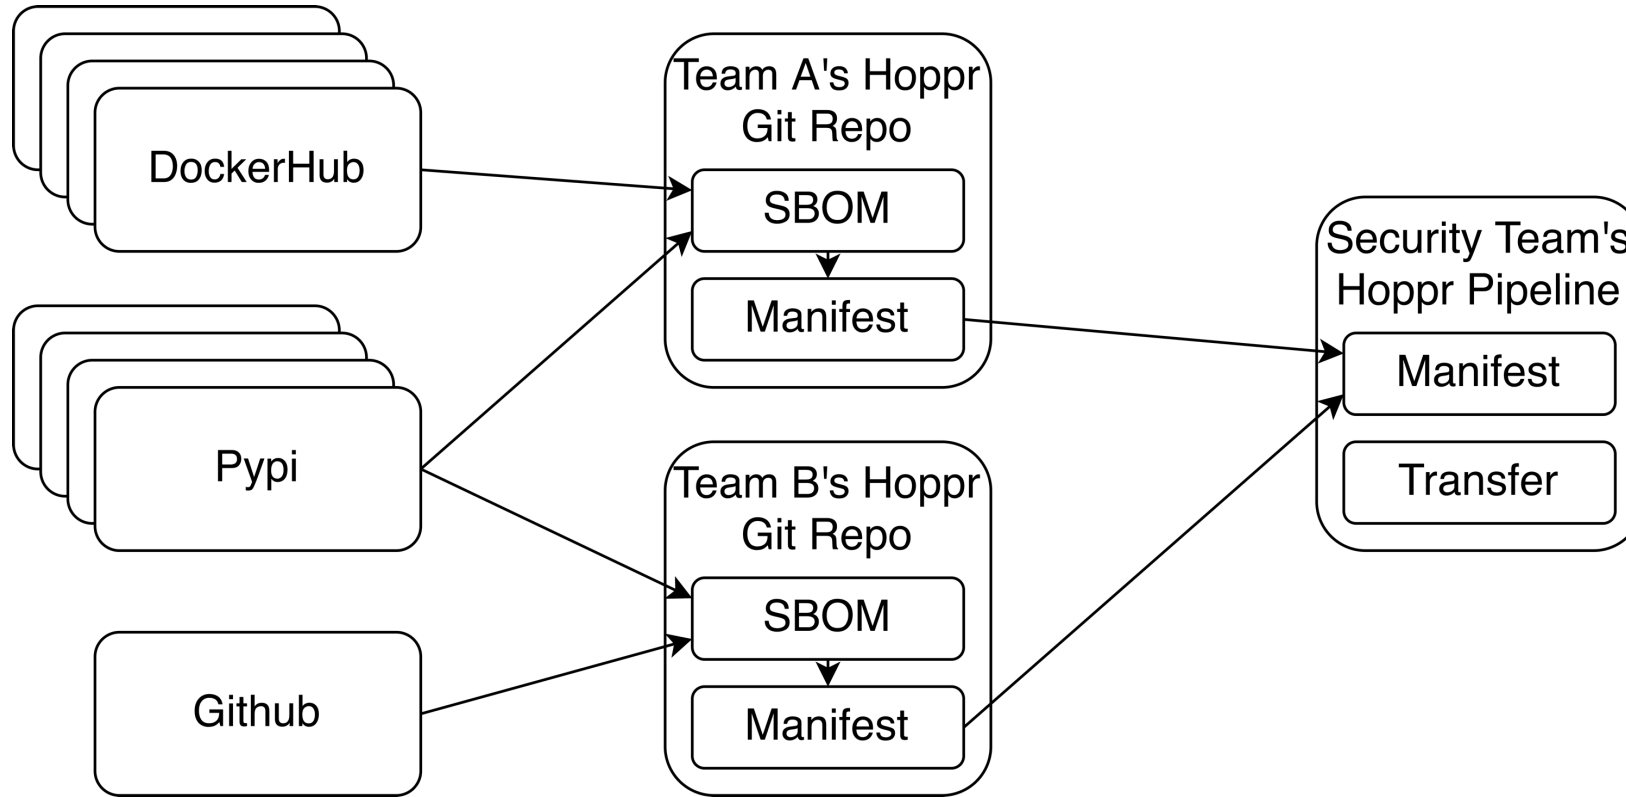 DockerHub
Pypi
Github
Team A's Hoppr
Git Repo
SBOM
Manifest
Team B's Hoppr
Git Repo
SBOM
Manifest
Security Team's
Hoppr Pipeline
Manifest
Transfer